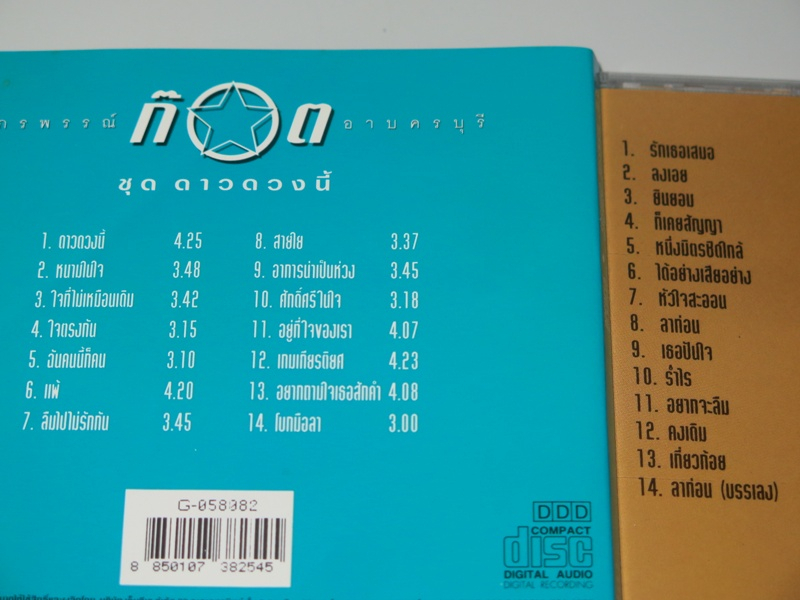 ก๊อต
อาบครบุรี
ชุด ดาวดวงนี้
1. ดาวดวงนี้ 4.25
2. หนามในใจ 3.48
3. ใจที่ไม่เหมือนเดิม 3.42
4. ใจตรงกัน 3.15
5. ฉันคนนี้ก็คน 3.10
6. แพ้ 4.20
7. ลืมไปไม่รักกัน 3.45
8. สายใย 3.37
9. อาการน่าเป็นห่วง 3.45
10. ศักดิ์ศรีในใจ 3.18
11. อยู่ที่ใจของเรา 4.07
12. เกมเกียรติยศ 4.23
13. อยากตามใจเธอสักคำ 4.08
14. โบกมือลา 3.00
G-058082
8 850107 382545
DDD
COMPACT
disc
DIGITAL AUDIO
DIGITAL RECORDING
1. รักเธอเสมอ
2. ลงเอย
3. ยินยอม
4. ก็เคยสัญญา
5. หนึ่งมิตรชิดใกล้
6. ได้อย่างเสียอย่าง
7. หัวใจสะออน
8. ลาก่อน
9. เธอปันใจ
10. ร่ำไร
11. อยากจะลืม
12. คงเดิม
13. เกี่ยวก้อย
14. ลาก่อน (บรรเลง)